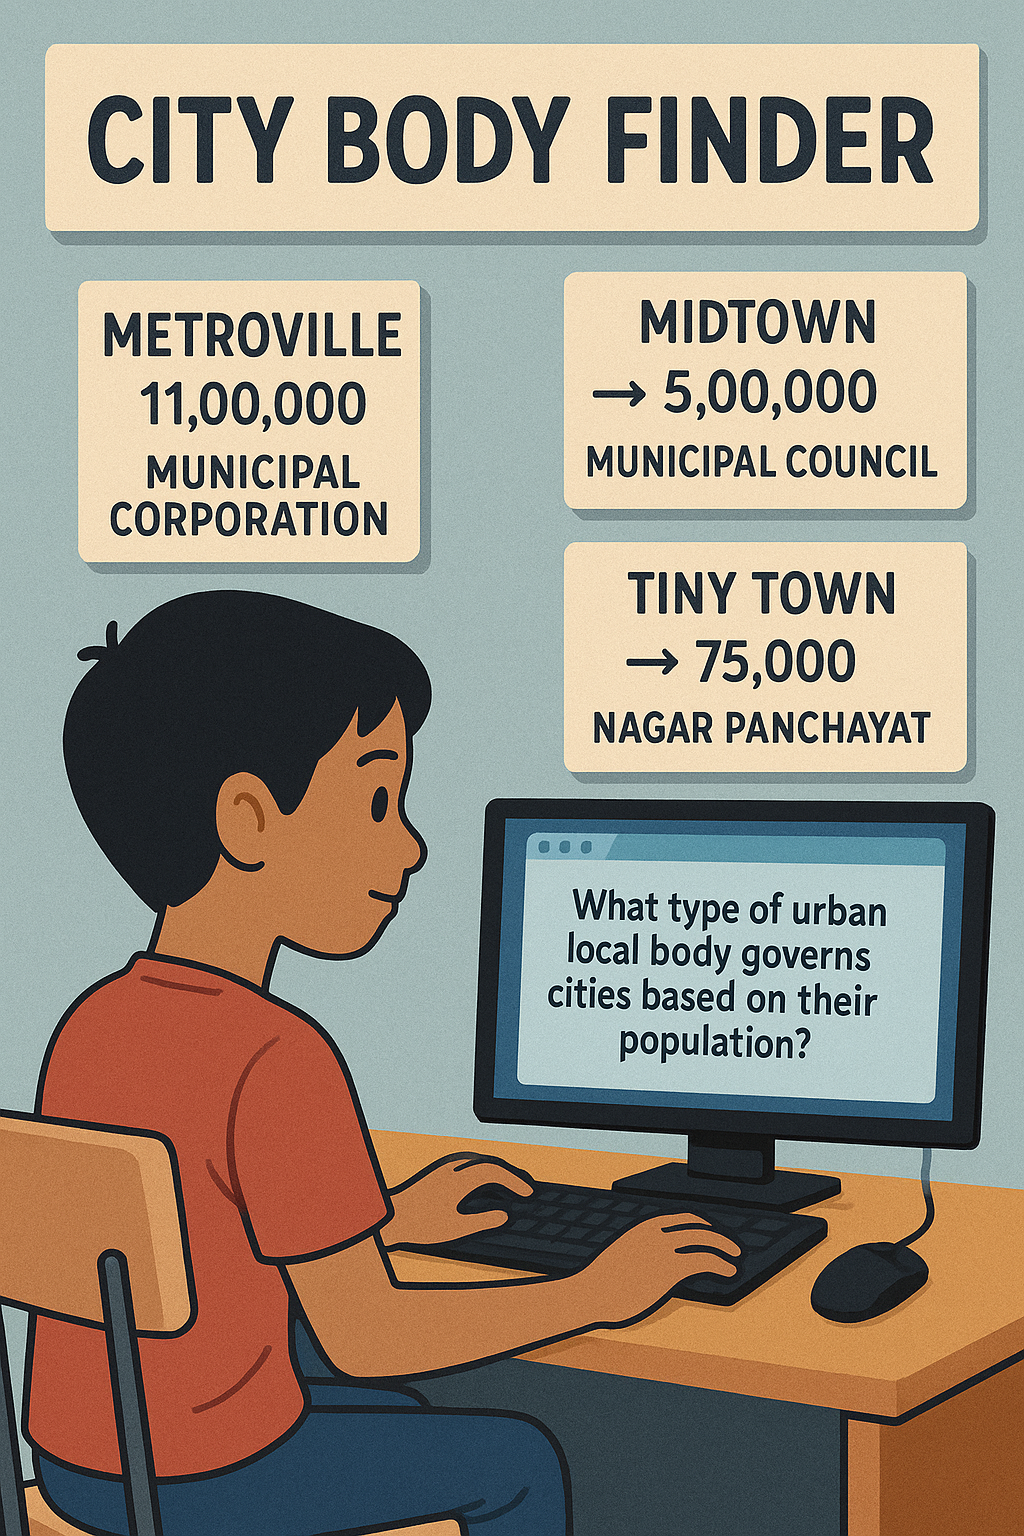 CITY BODY FINDER
METROVILLE
11,00,000
MUNICIPAL
CORPORATION
MIDTOWN
→ 5,00,000
MUNICIPAL COUNCIL
TINY TOWN
→ 75,000
NAGAR PANCHAYAT
What type of urban
local body governs
cities based on their
population?